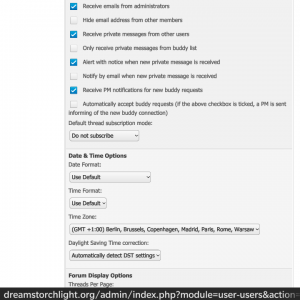 Receive emails from administrators
Hide email address from other members
Receive private messages from other users
Only receive private messages from buddy list
Alert with notice when new private message is received
Notify by email when new private message is received
Receive PM notifications for new buddy requests
Automatically accept buddy requests (if the above checkbox is ticked, a PM is sent
informing of the new buddy connection)
Default thread subscription mode:
Do not subscribe
Date & Time Options
Date Format:
Use Default
Time Format:
Use Default
Time Zone:
(GMT +1:00) Berlin, Brussels, Copenhagen, Madrid, Paris, Rome, Warsaw
Daylight Saving Time correction:
Automatically detect DST settings
Forum Display Options
Threads Per Page:
dreamstorchlight.org/admin/index.php?module=user-users&action=